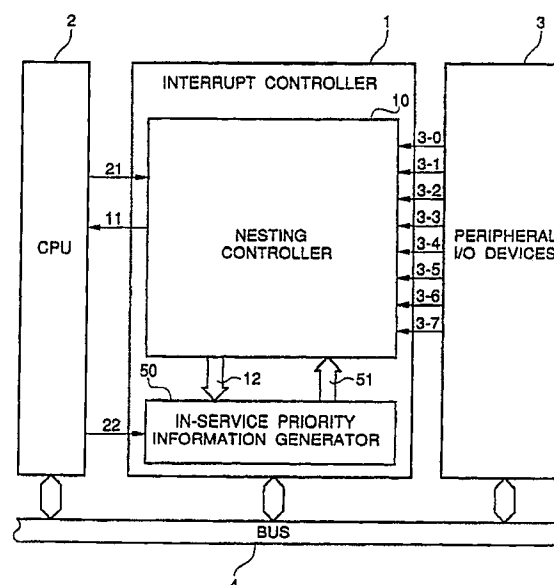 2
1
3
INTERRUPT CONTROLLER
10
3-0
3-1
21
3-2
11
3-3
CPU
NESTING
CONTROLLER
3-4
PERIPHERAL
I/O DEVICES
3-5
3-6
3-7
50
12
51
22
IN-SERVICE PRIORITY
INFORMATION GENERATOR
BUS
4